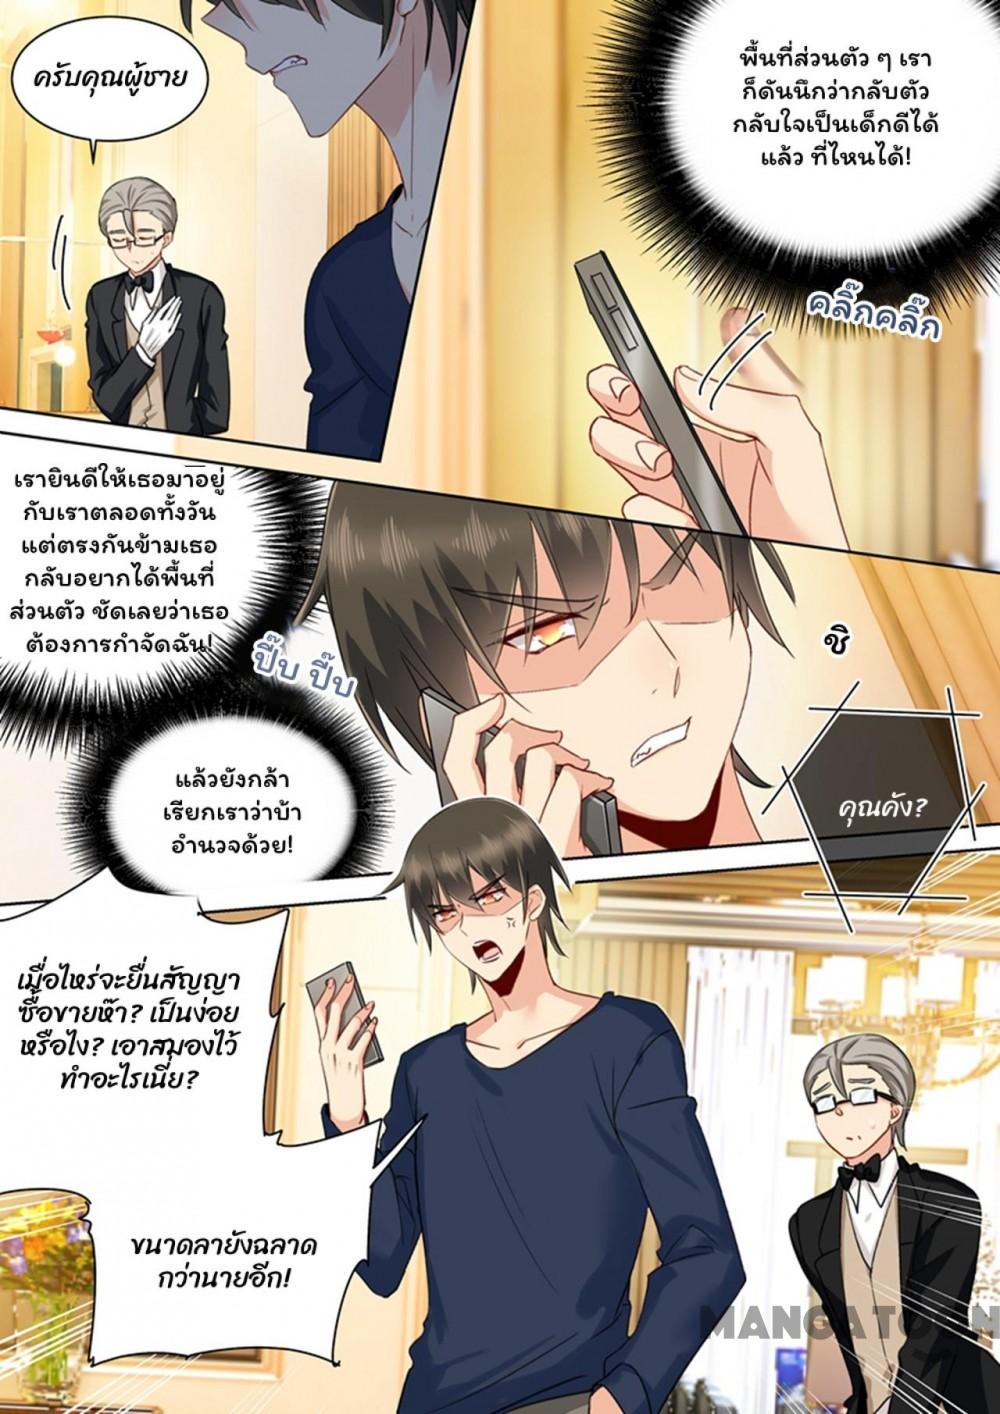 ครับคุณผู้ชาย
พื้นที่ส่วนตัว ๆ เรา
ก็ดันนึกว่ากลับตัว
กลับใจเป็นเด็กดีได้
แล้ว ที่ไหนได้!
คลิ๊กคลิ๊ก
เรายินดีให้เธอมาอยู่
กับเราตลอดทั้งวัน
แต่ตรงกันข้ามเธอ
กลับอยากได้พื้นที่
ส่วนตัว ชัดเลยว่าเธอ
ต้องการกำจัดฉัน!
ปี๊บ ปี๊บ
ชิ
แล้วยังกล้า
เรียกเราว่าบ้า
อำนวจด้วย!
คุณคัง?
เมื่อไหร่จะยื่นสัญญา
ซื้อขายห๊า? เป็นง่อย
หรือไง? เอาสมองไว้
ทำอะไรเนี่ย?
ขนาดลายังฉลาด
กว่านายอีก!
MANGATOON